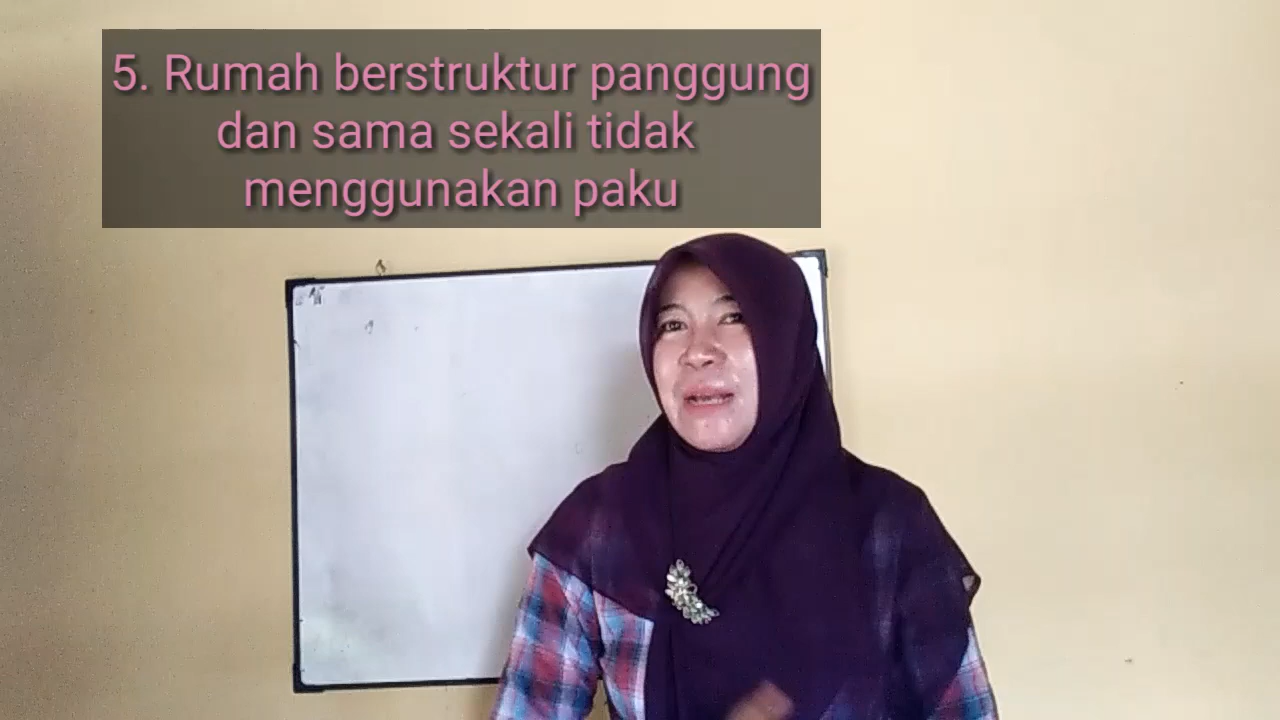 5. Rumah berstruktur panggung
dan sama sekali tidak
menggunakan paku